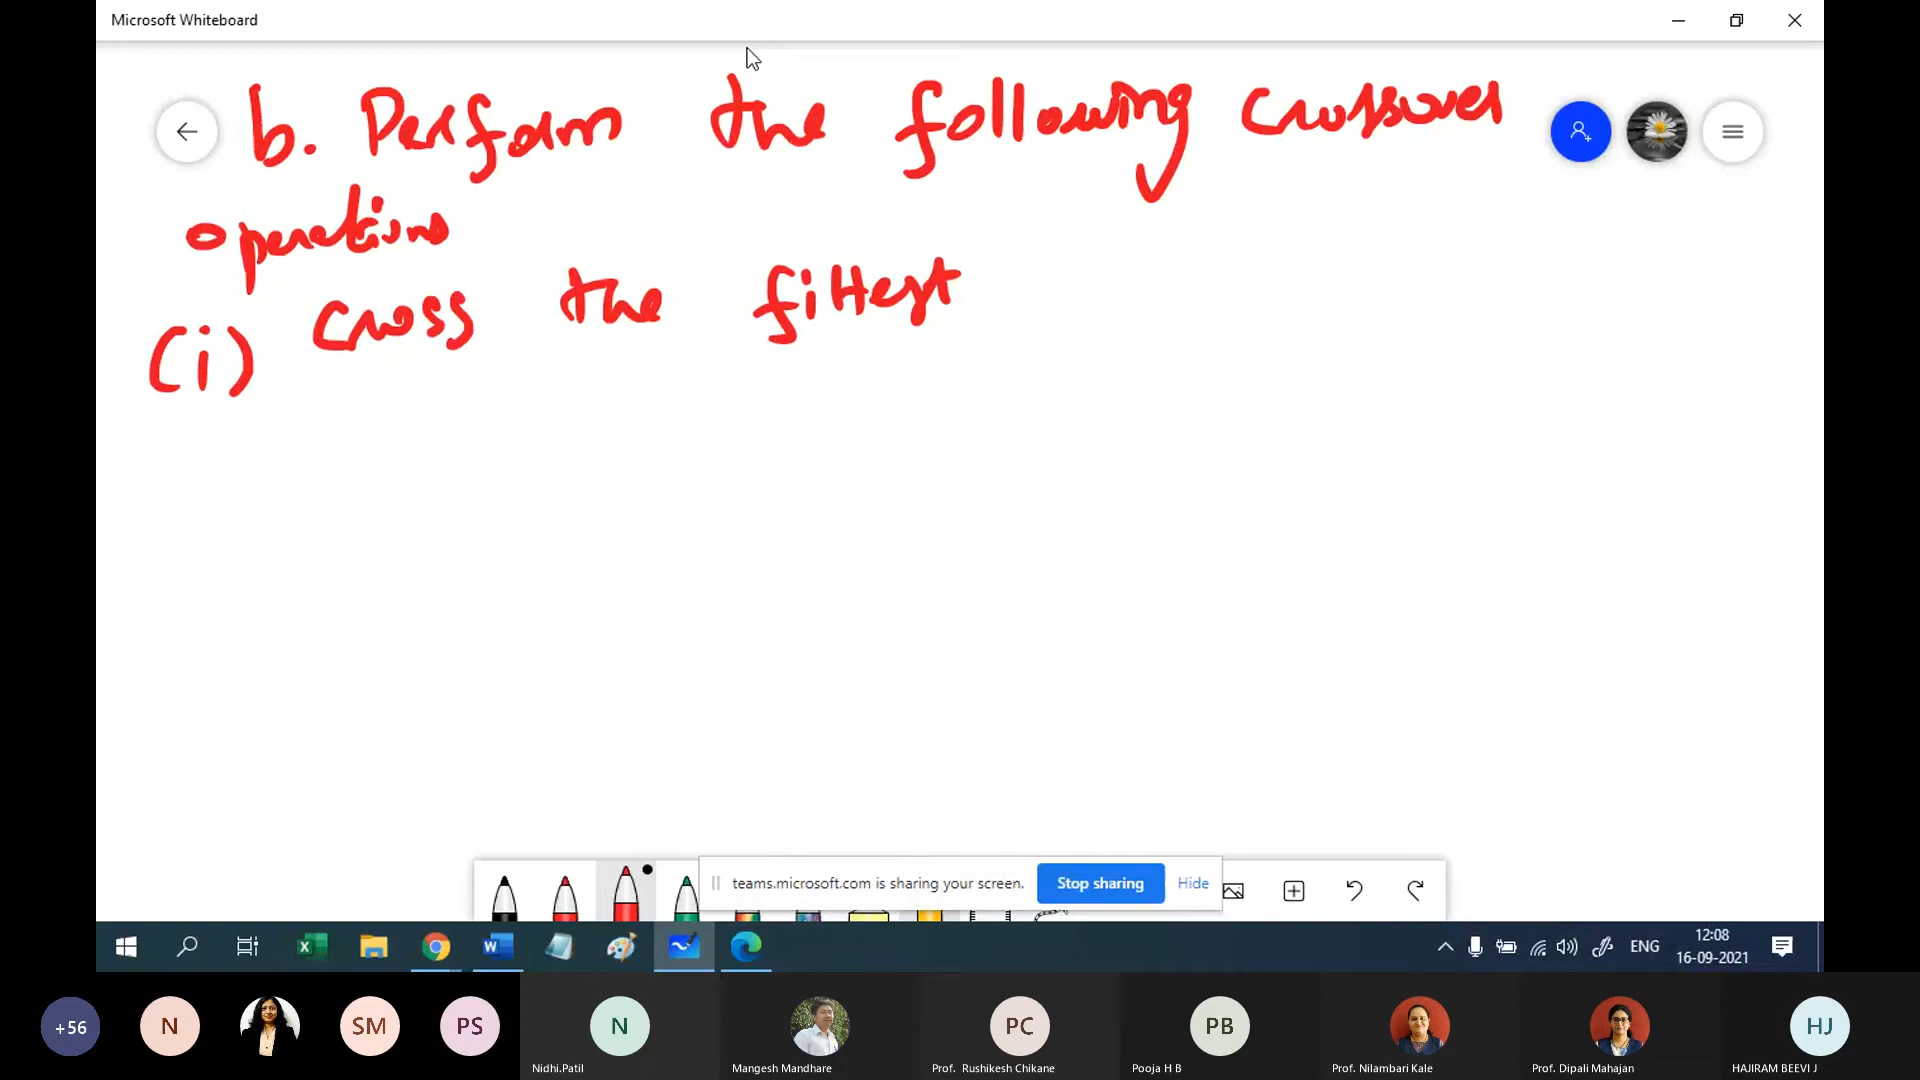 Microsoft Whiteboard
b. Perform the following crossover
operations
(i) cross the fittest
teams.microsoft.com is sharing your screen. Stop sharing Hide
ENG
12:08
16-09-2021
+56 N SM PS N PC PB HJ
Nidhi.Patil Mangesh Mandhare Prof. Rushikesh Chikane Pooja H B Prof. Nilambari Kale Prof. Dipali Mahajan HAJIRAM BEEVI J